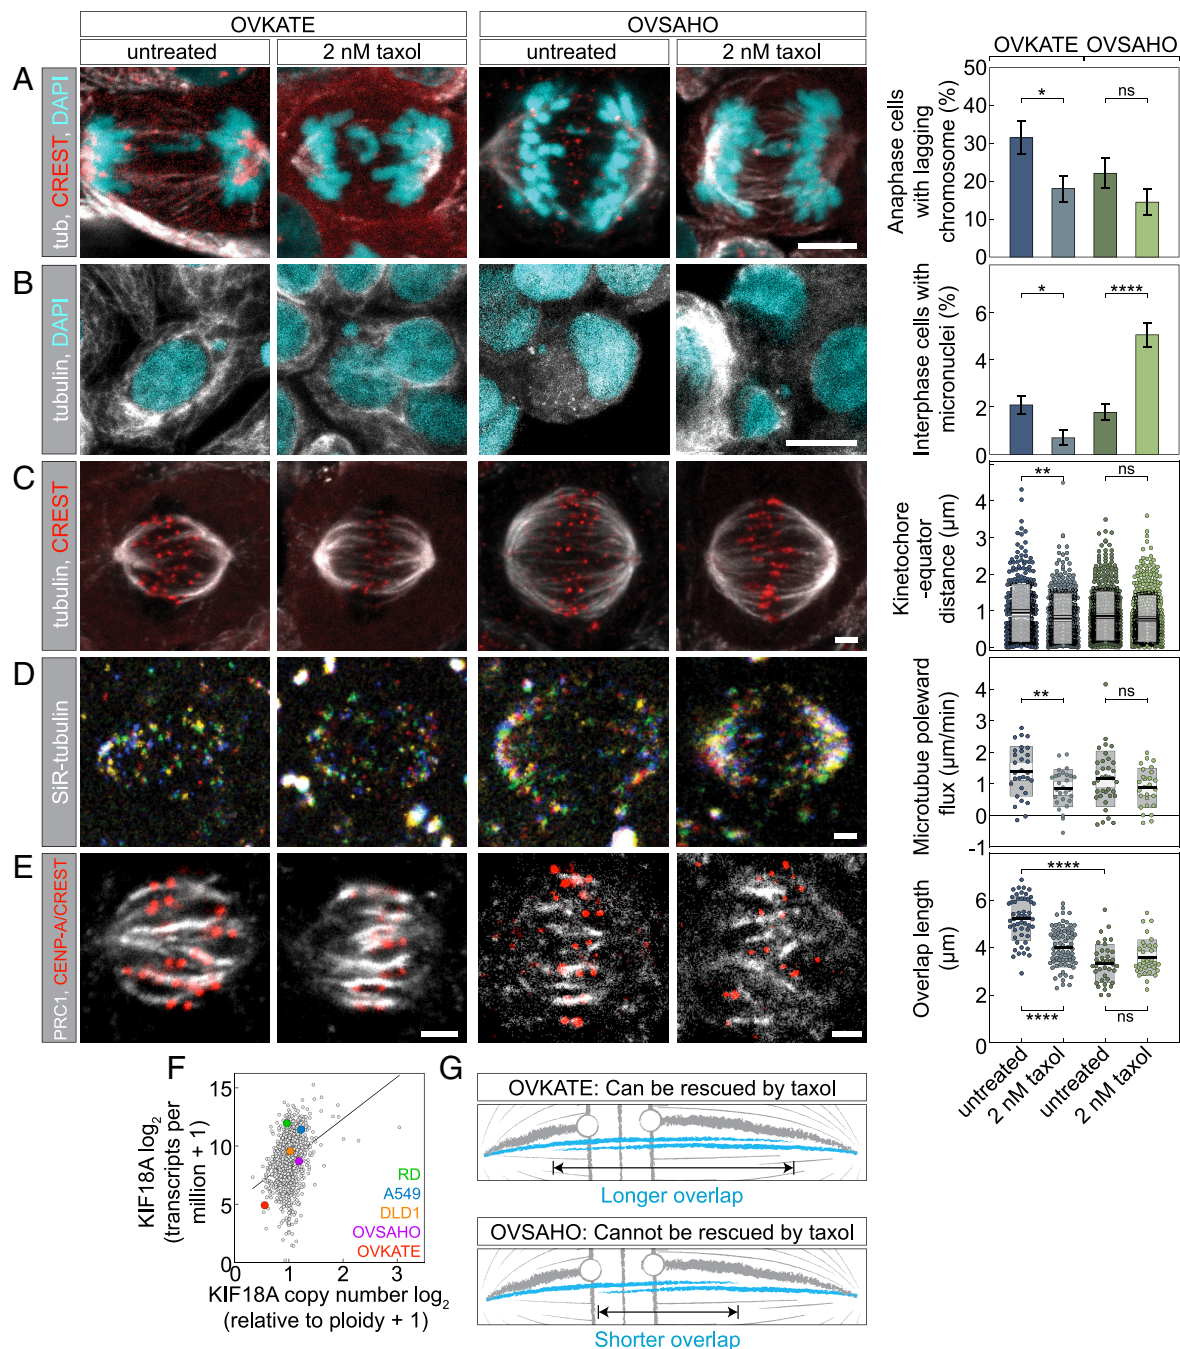 OVKATE
OVSAHO
untreated
2 nM taxol
untreated
2 nM taxol
A
tub, CREST, DAPI
OVKATE OVSAHO
Anaphase cells
with lagging
chromosome (%)
50
40
30
20
10
0
*
ns
B
tubulin, DAPI
Interphase cells with
micronuclei (%)
6
4
2
0
*
****
C
tubulin, CREST
Kinetochore
-equator
distance (μm)
4
3
2
1
0
**
ns
D
SiR-tubulin
Microtubue poleward
flux (μm/min)
4
3
2
1
0
-1
**
ns
E
PRC1, CENP-A/CREST
Overlap length
(μm)
6
4
2
0
****
****
ns
untreated
2 nM taxol
untreated
2 nM taxol
F
KIF18A log2
(transcripts per
million + 1)
15
10
5
0
0 1 2 3
RD
A549
DLD1
OVSAHO
OVKATE
KIF18A copy number log2
(relative to ploidy + 1)
G
OVKATE: Can be rescued by taxol
Longer overlap
OVSAHO: Cannot be rescued by taxol
Shorter overlap